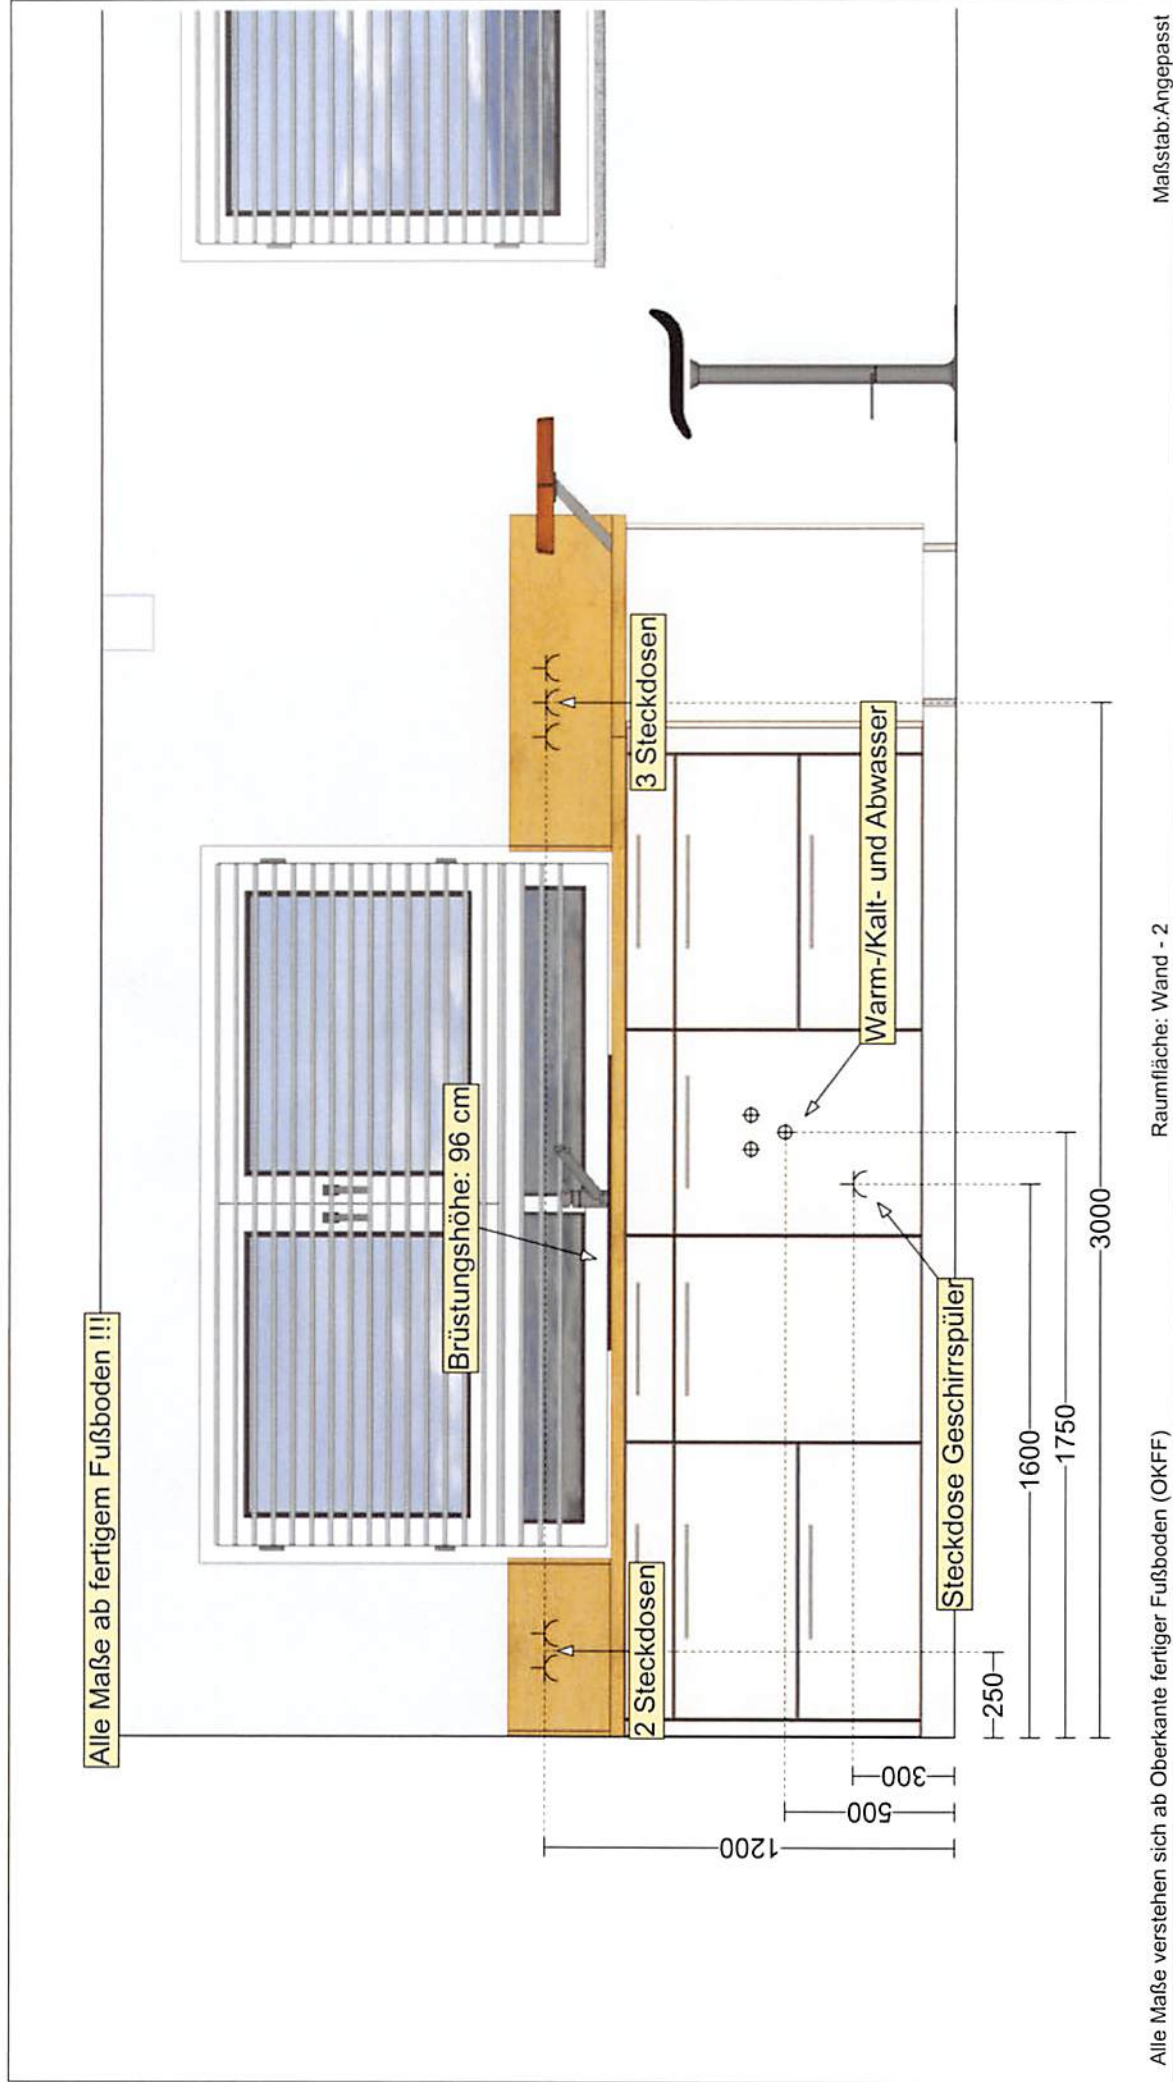 Alle Maße ab fertigem Fußboden !!!
Brüstungshöhe: 96 cm
2 Steckdosen
3 Steckdosen
Warm-/Kalt- und Abwasser
Steckdose Geschirrspüler
1200
500
300
250
1600
1750
3000
Alle Maße verstehen sich ab Oberkante fertiger Fußboden (OKFF)
Raumfläche: Wand - 2
Maßstab:Angepasst